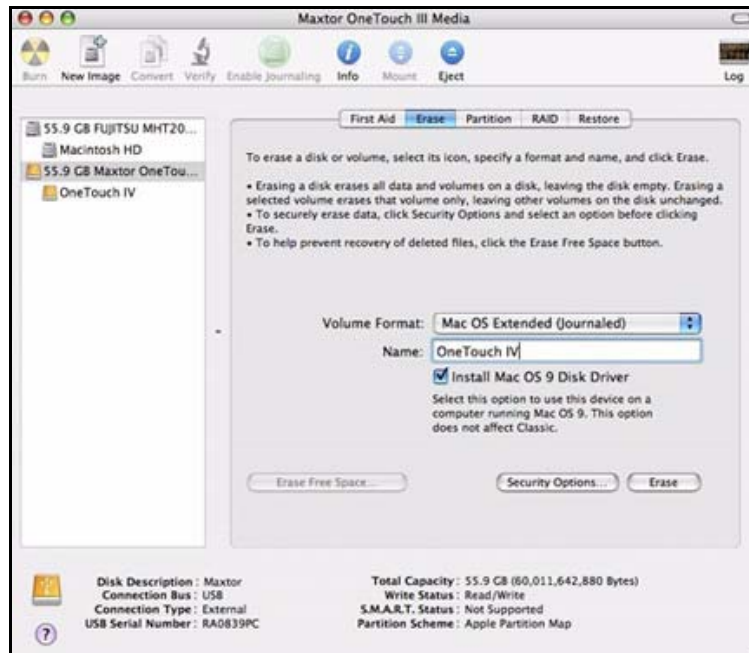 Maxtor OneTouch III Media
Burn New Image Convert Verify Enable Journaling Info Mount Eject Log
55.9 GB FUJITSU MHT20...
Macintosh HD
55.9 GB Maxtor OneTou...
OneTouch IV
First Aid Erase Partition RAID Restore
To erase a disk or volume, select its icon, specify a format and name, and click Erase.
• Erasing a disk erases all data and volumes on a disk, leaving the disk empty. Erasing a
selected volume erases that volume only, leaving other volumes on the disk unchanged.
• To securely erase data, click Security Options and select an option before clicking
Erase.
• To help prevent recovery of deleted files, click the Erase Free Space button.
Volume Format: Mac OS Extended (Journaled)
Name: OneTouch IV
Install Mac OS 9 Disk Driver
Select this option to use this device on a
computer running Mac OS 9. This option
does not affect Classic.
Erase Free Space... Security Options... Erase
Disk Description : Maxtor
Connection Bus : USB
Connection Type : External
USB Serial Number : RA0839PC
Total Capacity : 55.9 GB (60,011,642,880 Bytes)
Write Status : Read/Write
S.M.A.R.T. Status : Not Supported
Partition Scheme : Apple Partition Map
?